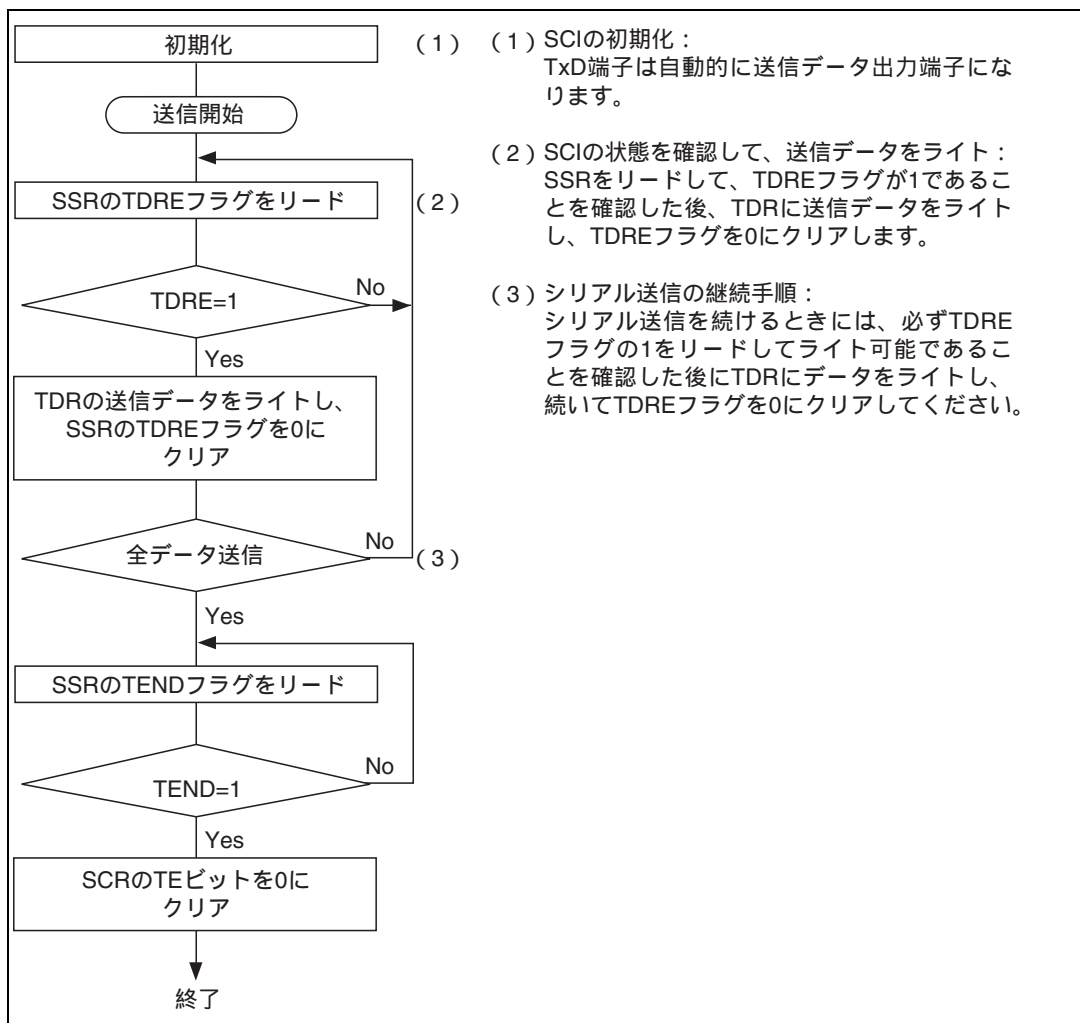 初期化
(1)
送信開始
SSRのTDREフラグをリード
(2)
TDRE=1
No
Yes
TDRの送信データをライトし、
SSRのTDREフラグを0に
クリア
全データ送信
No
(3)
Yes
SSRのTENDフラグをリード
TEND=1
No
Yes
SCRのTEビットを0に
クリア
終了
(1)SCIの初期化:
TxD端子は自動的に送信データ出力端子にな
ります。
(2)SCIの状態を確認して、送信データをライト:
SSRをリードして、TDREフラグが1であるこ
とを確認した後、TDRに送信データをライト
し、TDREフラグを0にクリアします。
(3)シリアル送信の継続手順:
シリアル送信を続けるときには、必ずTDRE
フラグの1をリードしてライト可能であるこ
とを確認した後にTDRにデータをライトし、
続いてTDREフラグを0にクリアしてください。